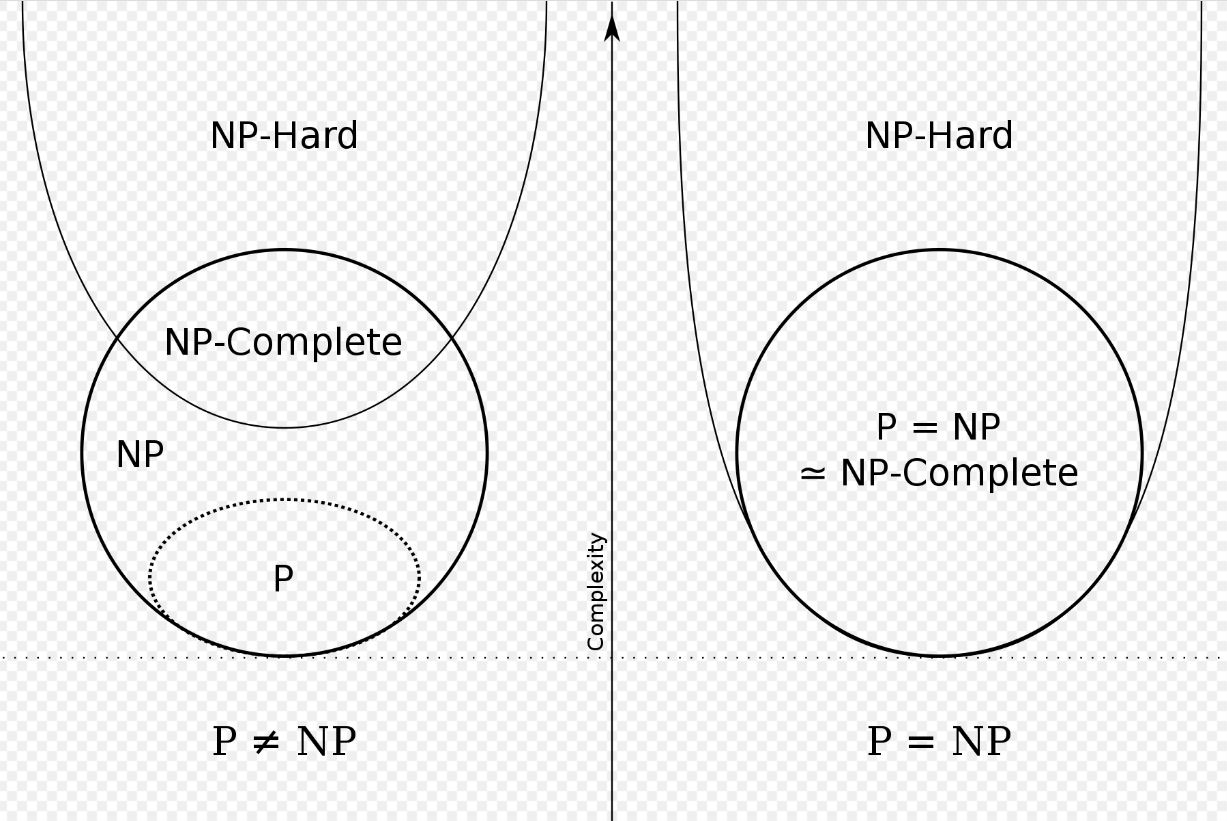 NP-Hard
NP-Complete
NP
P
P ≠ NP
Complexity
NP-Hard
P = NP
≃ NP-Complete
P = NP